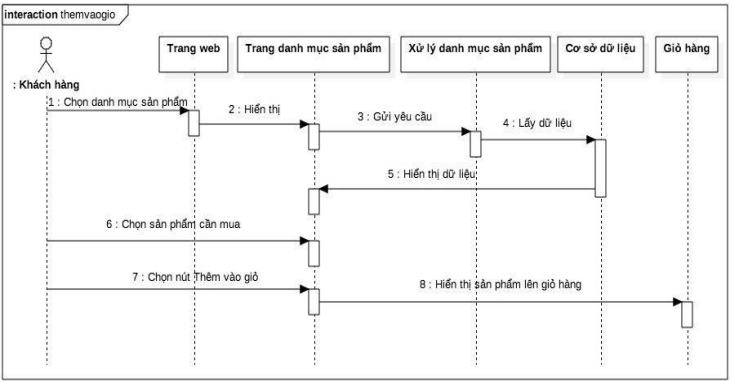 interaction themvaogio
Trang web
Trang danh mục sản phẩm
Xử lý danh mục sản phẩm
Cơ sở dữ liệu
Giỏ hàng
: Khách hàng
1 : Chọn danh mục sản phẩm
2 : Hiển thị
3 : Gửi yêu cầu
4 : Lấy dữ liệu
5 : Hiển thị dữ liệu
6 : Chọn sản phẩm cần mua
7 : Chọn nút Thêm vào giỏ
8 : Hiển thị sản phẩm lên giỏ hàng